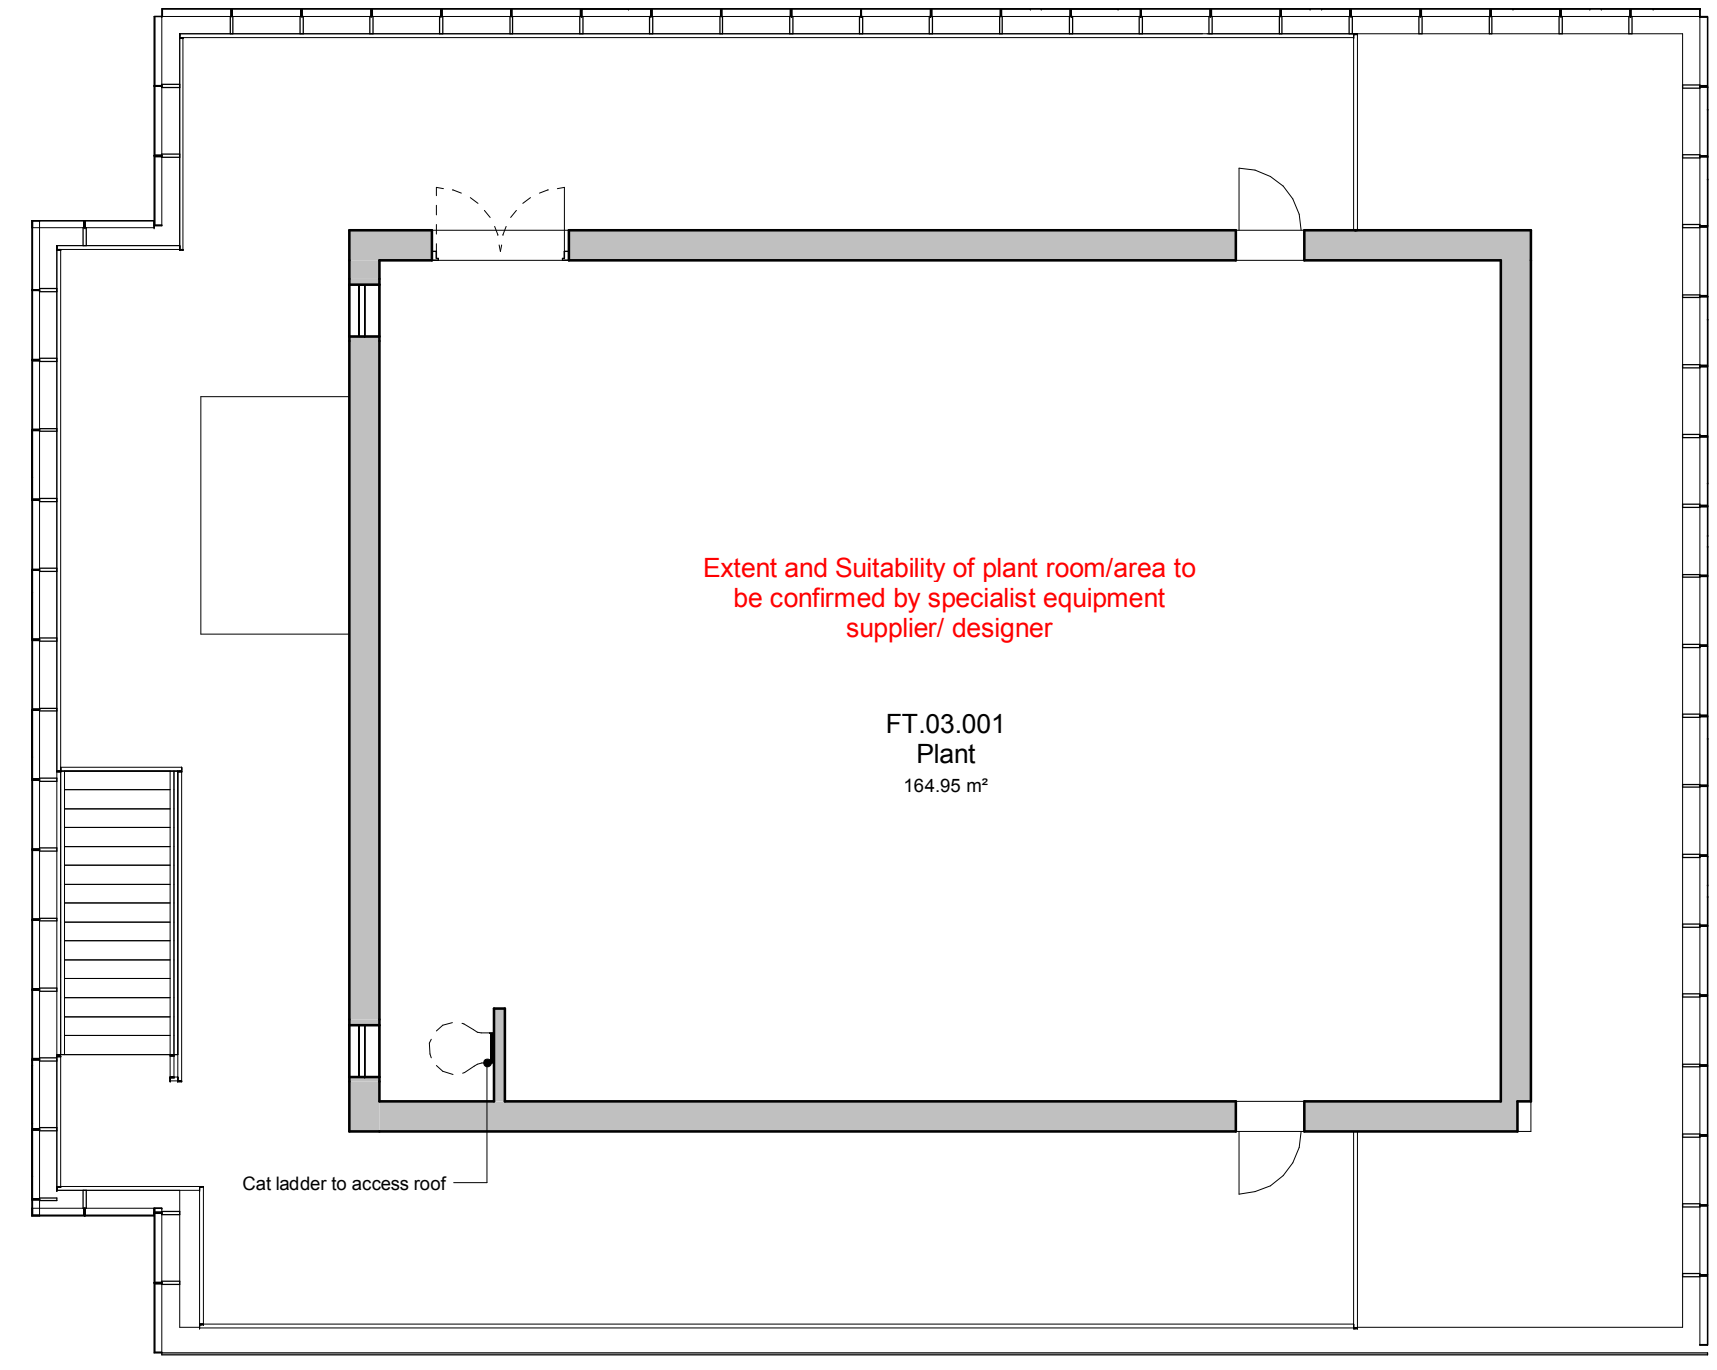 Extent and Suitability of plant room/area to
be confirmed by specialist equipment
supplier/ designer
FT.03.001
Plant
164.95 m²
Cat ladder to access roof